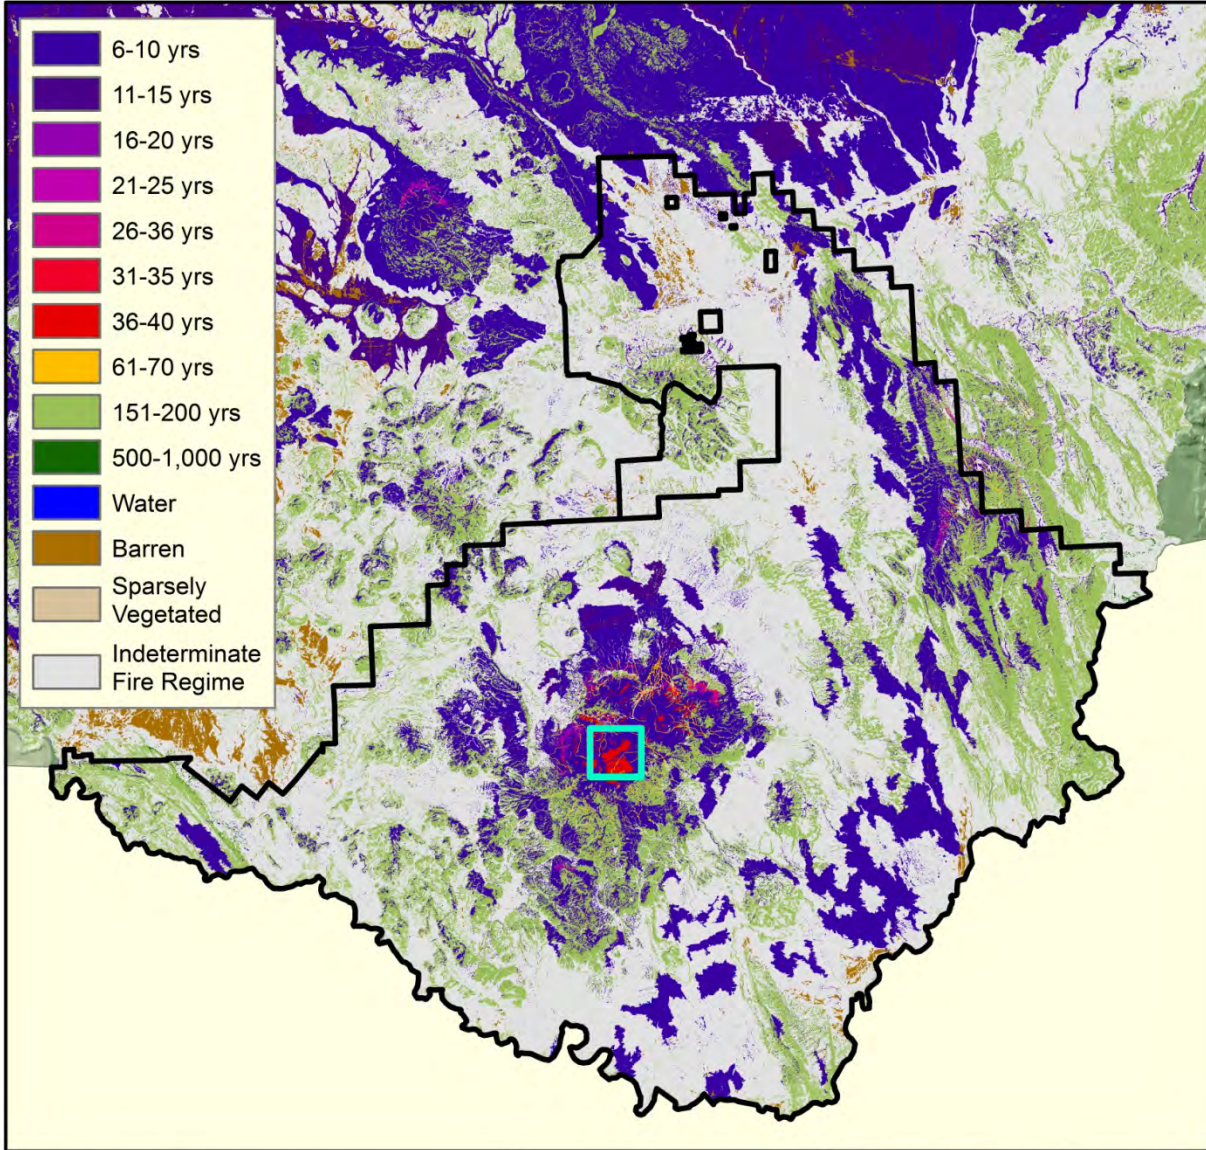 6-10 yrs
11-15 yrs
16-20 yrs
21-25 yrs
26-36 yrs
31-35 yrs
36-40 yrs
61-70 yrs
151-200 yrs
500-1,000 yrs
Water
Barren
Sparsely
Vegetated
Indeterminate
Fire Regime